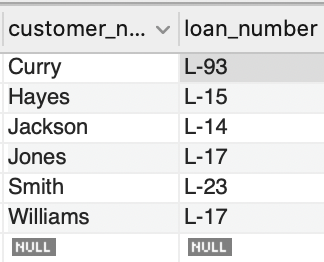 customer_n... loan_number
Curry L-93
Hayes L-15
Jackson L-14
Jones L-17
Smith L-23
Williams L-17
NULL NULL